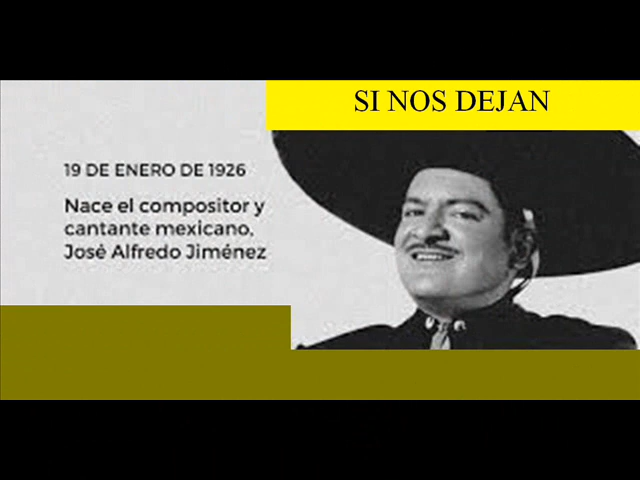 SI NOS DEJAN
19 DE ENERO DE 1926
Nace el compositor y
cantante mexicano,
José Alfredo Jiménez